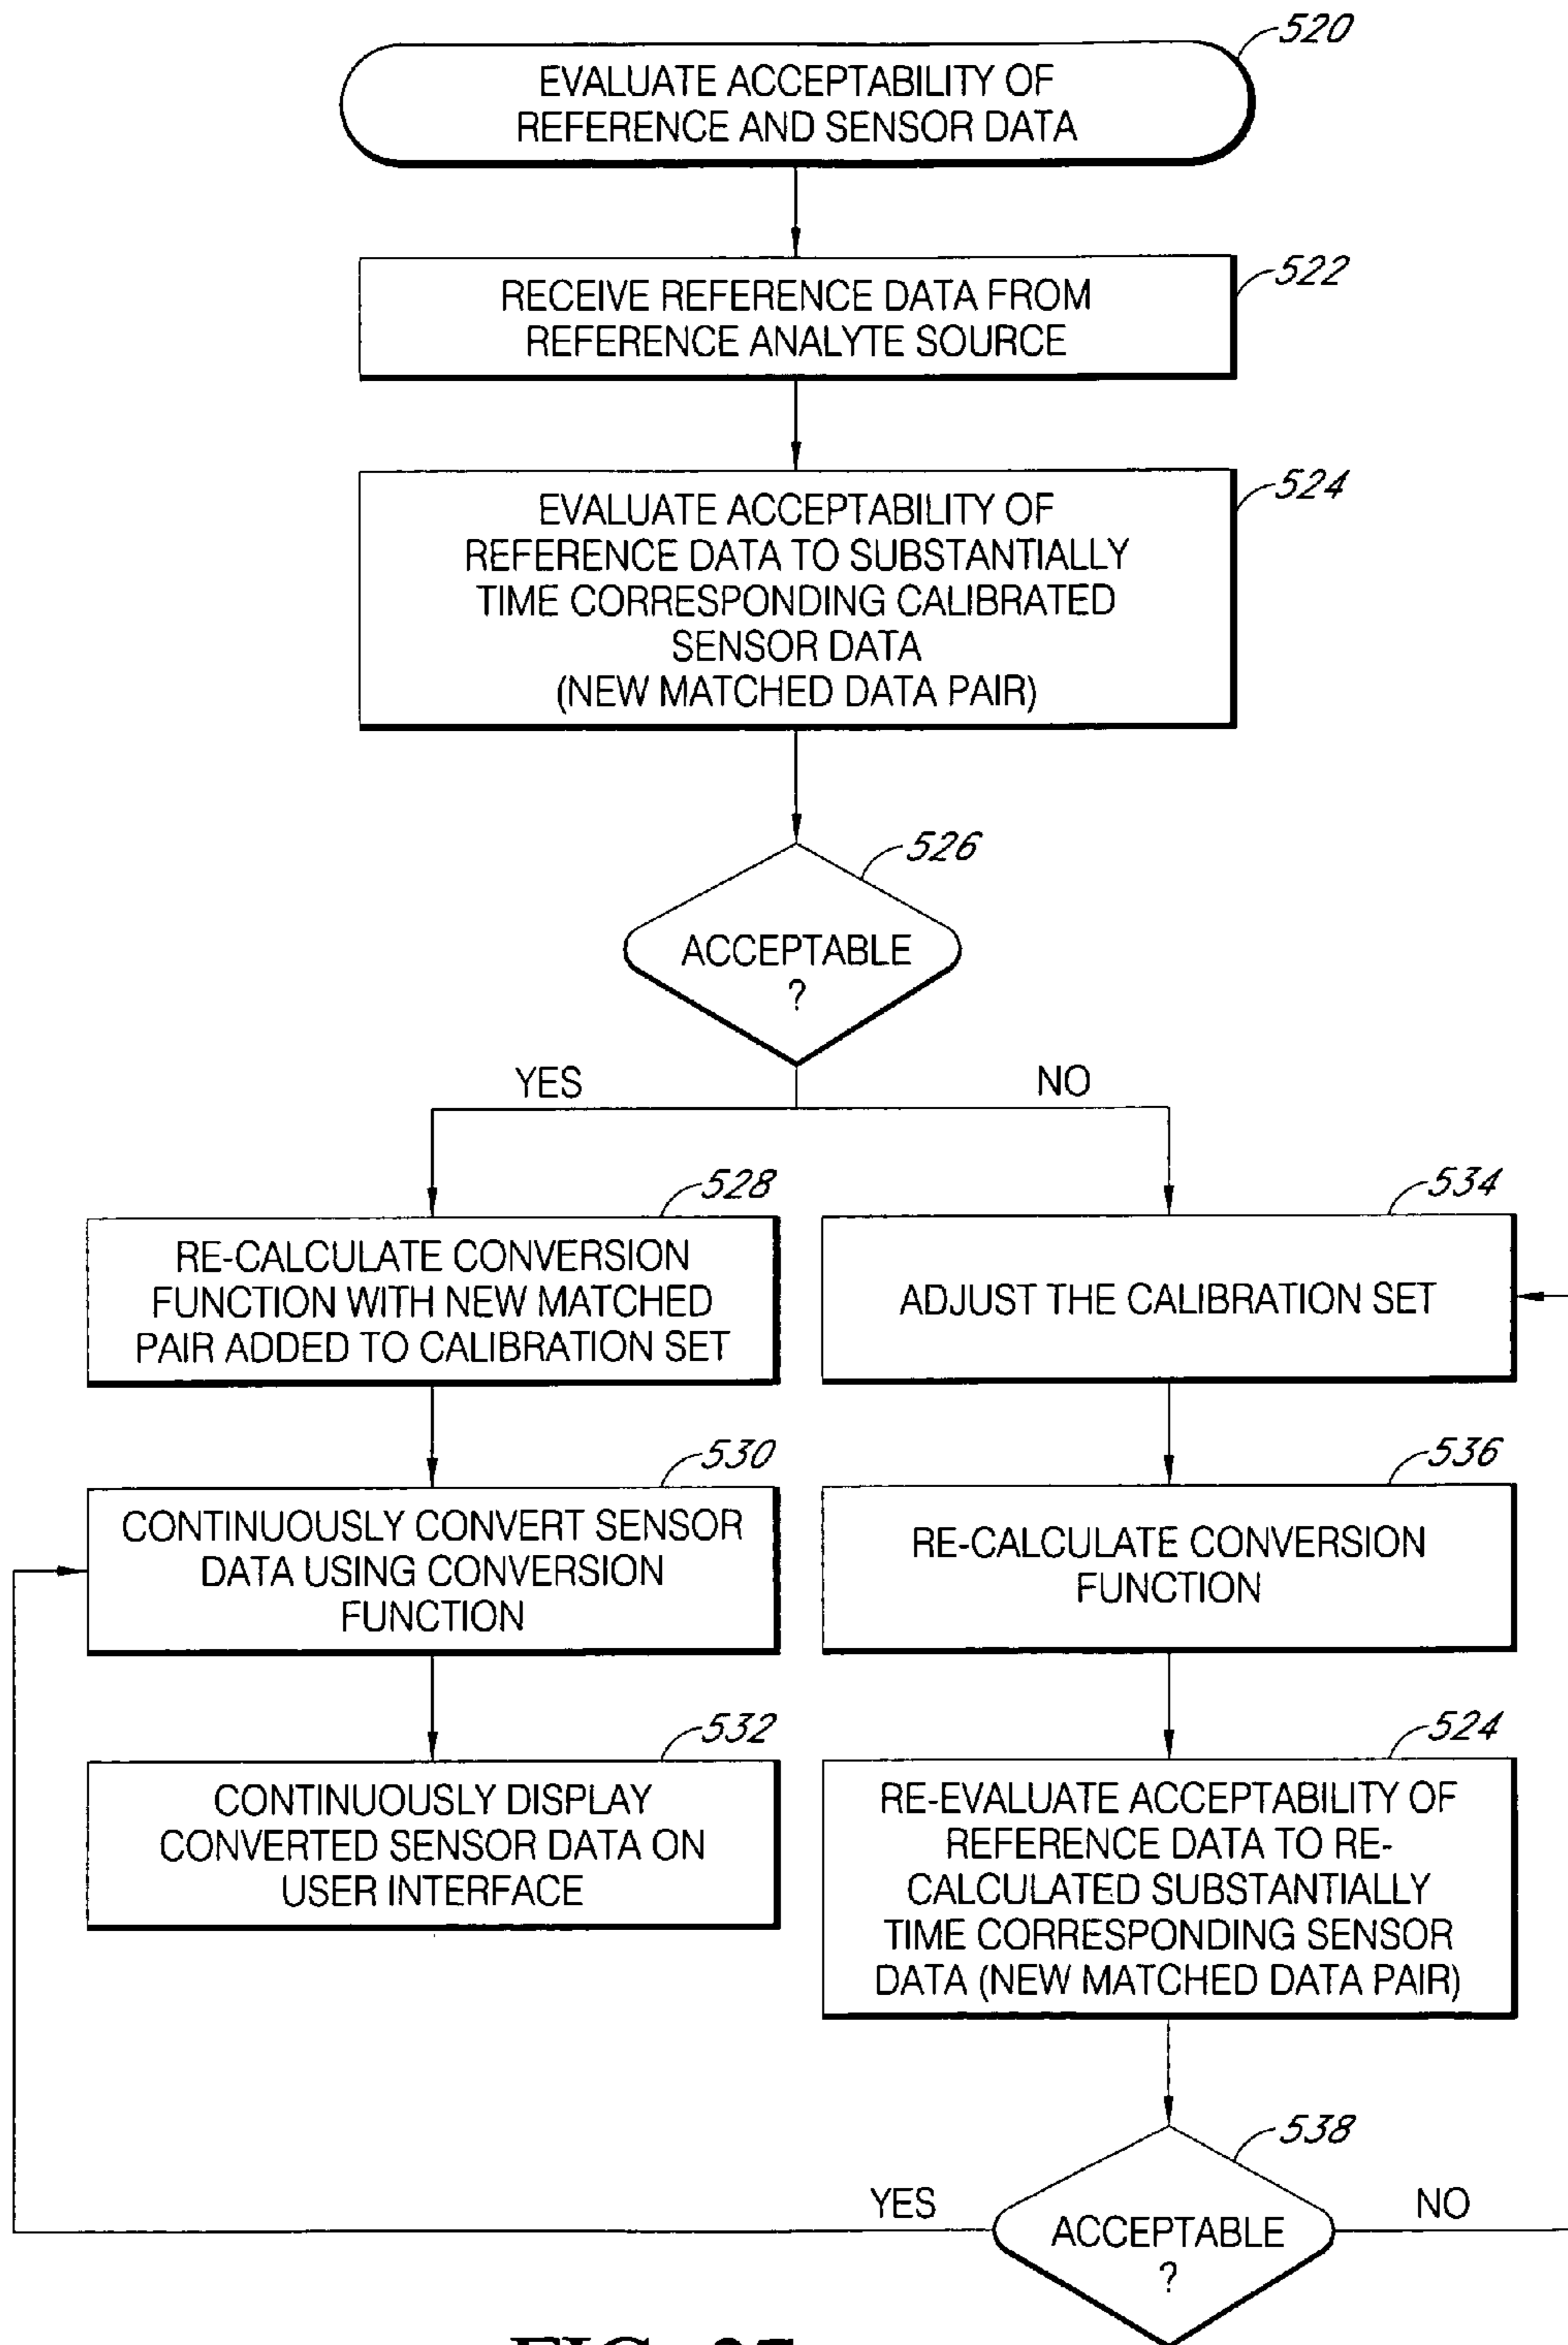 520
EVALUATE ACCEPTABILITY OF
REFERENCE AND SENSOR DATA
522
RECEIVE REFERENCE DATA FROM
REFERENCE ANALYTE SOURCE
524
EVALUATE ACCEPTABILITY OF
REFERENCE DATA TO SUBSTANTIALLY
TIME CORRESPONDING CALIBRATED
SENSOR DATA
(NEW MATCHED DATA PAIR)
526
ACCEPTABLE
?
YES
NO
528
RE-CALCULATE CONVERSION
FUNCTION WITH NEW MATCHED
PAIR ADDED TO CALIBRATION SET
530
CONTINUOUSLY CONVERT SENSOR
DATA USING CONVERSION
FUNCTION
532
CONTINUOUSLY DISPLAY
CONVERTED SENSOR DATA ON
USER INTERFACE
534
ADJUST THE CALIBRATION SET
536
RE-CALCULATE CONVERSION
FUNCTION
524
RE-EVALUATE ACCEPTABILITY OF
REFERENCE DATA TO RE-
CALCULATED SUBSTANTIALLY
TIME CORRESPONDING SENSOR
DATA (NEW MATCHED DATA PAIR)
538
YES
ACCEPTABLE
?
NO